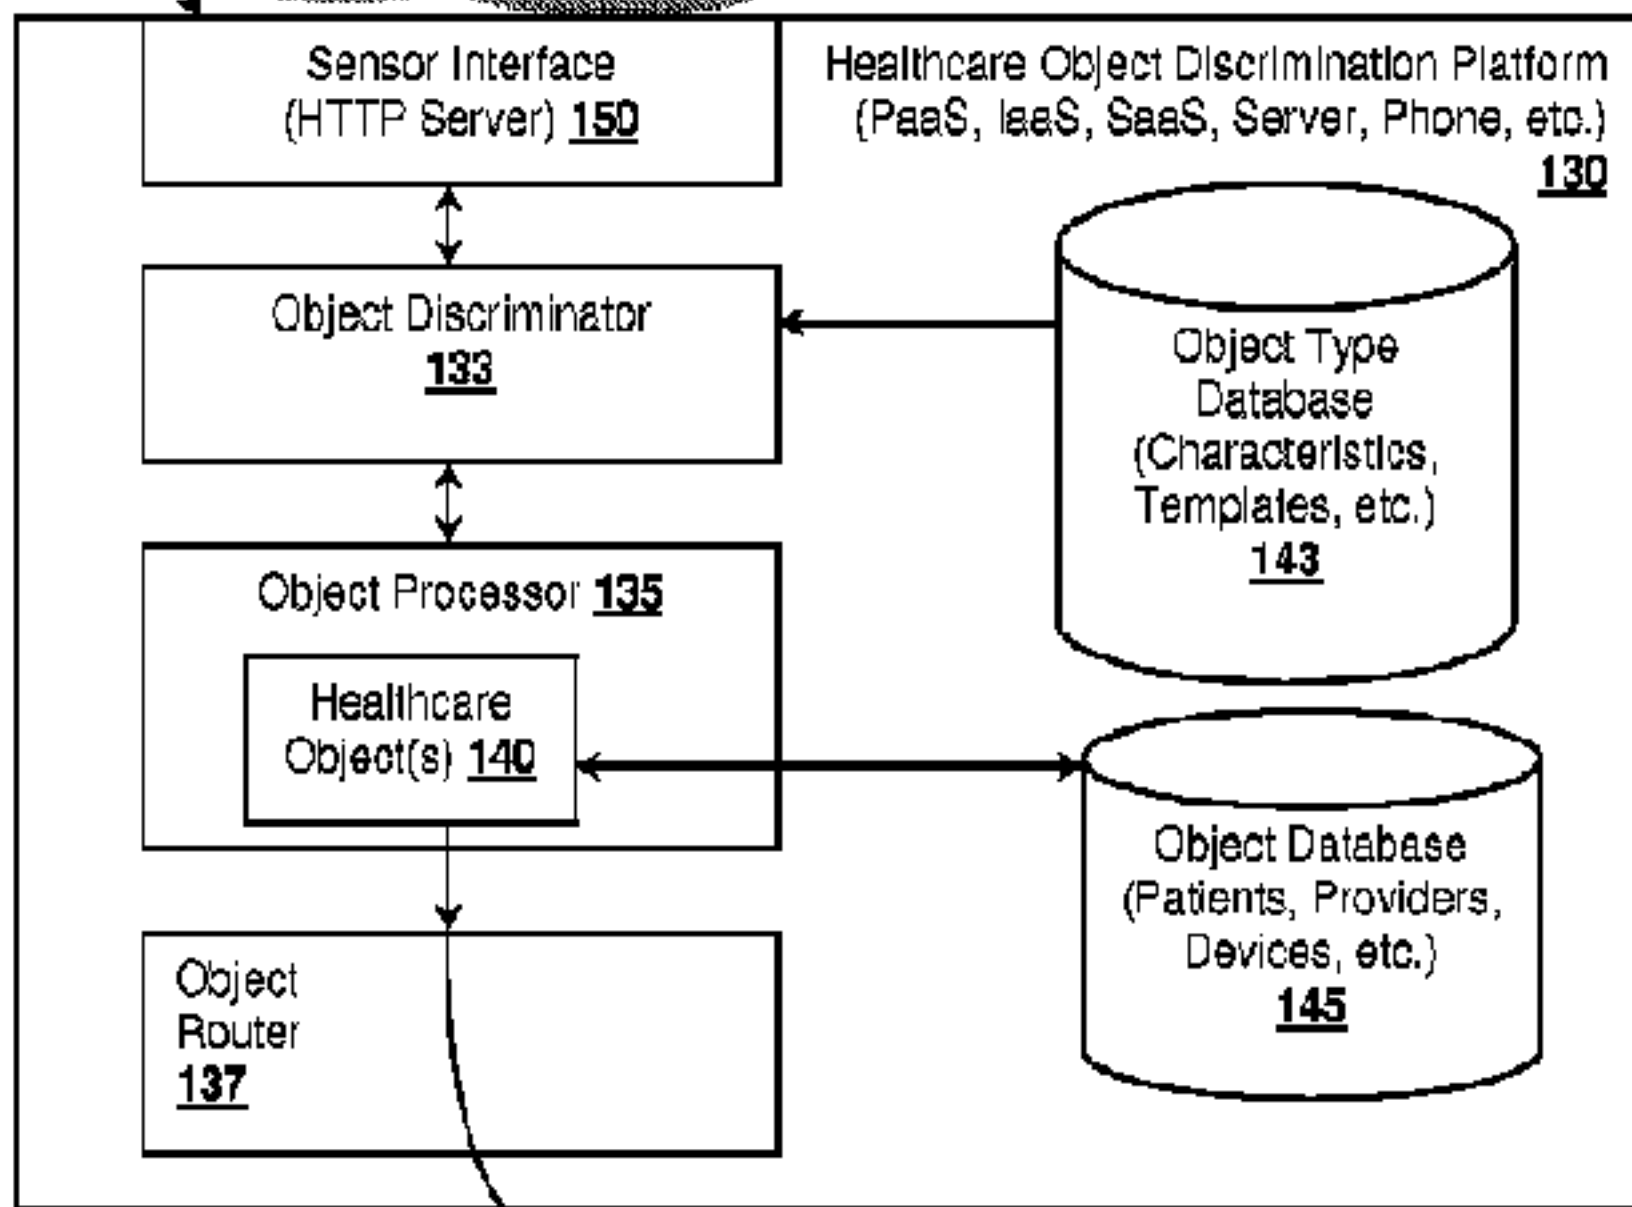 Sensor Interface
(HTTP Server) 150
Healthcare Object Discrimination Platform
(PaaS, IaaS, SaaS, Server, Phone, etc.)
130
Object Discriminator
133
Object Type
Database
(Characteristics,
Templates, etc.)
143
Object Processor 135
Healthcare
Object(s) 140
Object Database
(Patients, Providers,
Devices, etc.)
145
Object
Router
137